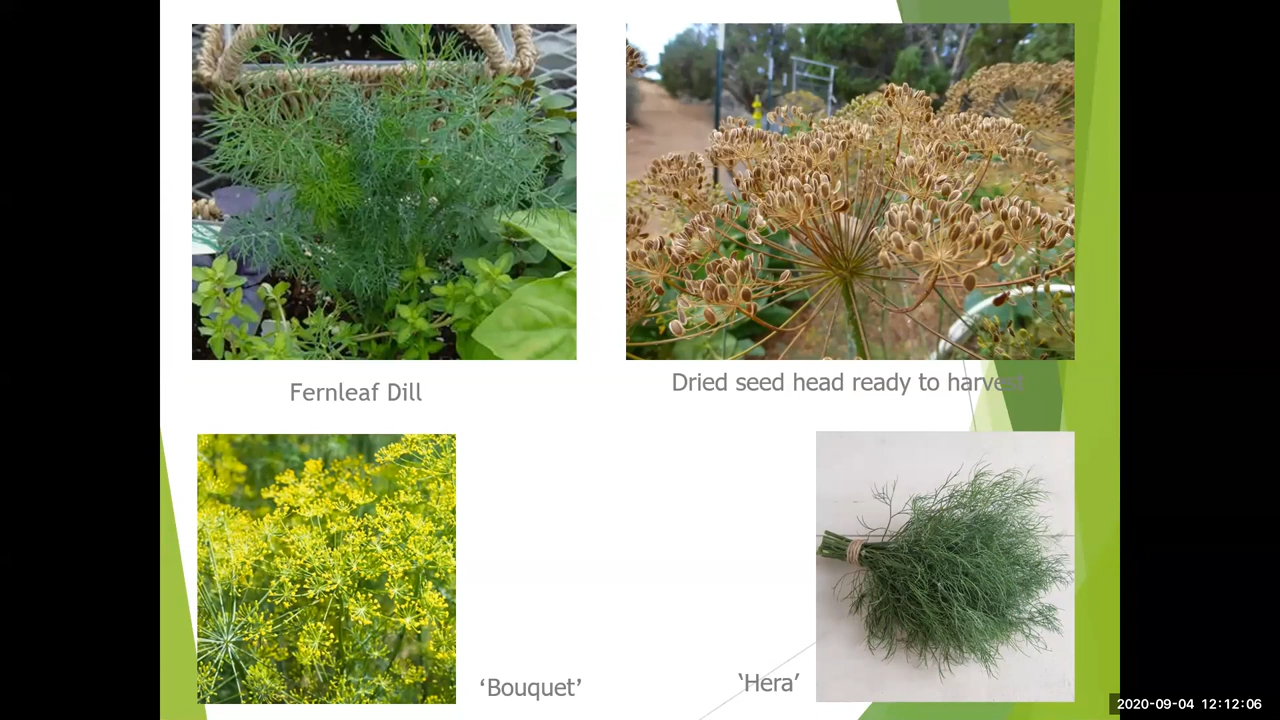 Fernleaf Dill
Dried seed head ready to harvest
‘Bouquet’
‘Hera’
2020-09-04 12:12:06